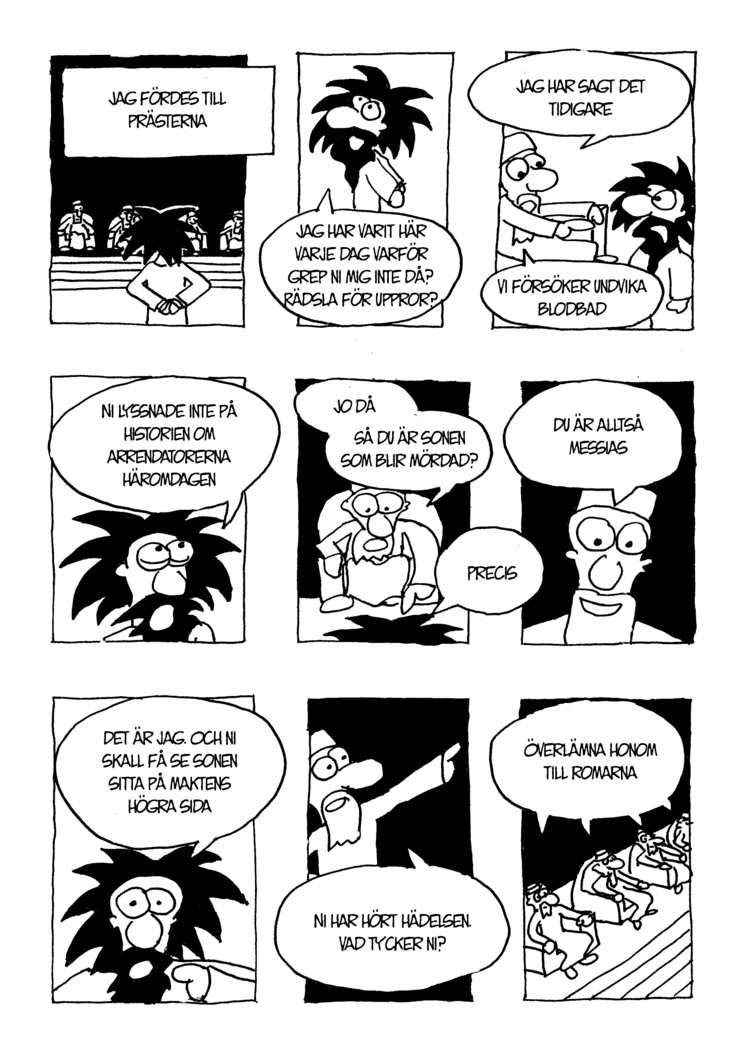 JAG FÖRDES TILL
PRÄSTERNA
JAG HAR VARIT HÄR
VARJE DAG VARFÖR
GREP NI MIG INTE DÅ?
RÄDSLA FÖR UPPROR?
JAG HAR SAGT DET
TIDIGARE
VI FÖRSÖKER UNDVIKA
BLODBAD
NI LYSSNADE INTE PÅ
HISTORIEN OM
ARRENDATORERNA
HÄROMDAGEN
JO DÅ
SÅ DU ÄR SONEN
SOM BLIR MÖRDAD?
PRECIS
DU ÄR ALLTSÅ
MESSIAS
DET ÄR JAG. OCH NI
SKALL FÅ SE SONEN
SITTA PÅ MAKTENS
HÖGRA SIDA
NI HAR HÖRT HÄDELSEN.
VAD TYCKER NI?
ÖVERLÄMNA HONOM
TILL ROMARNA